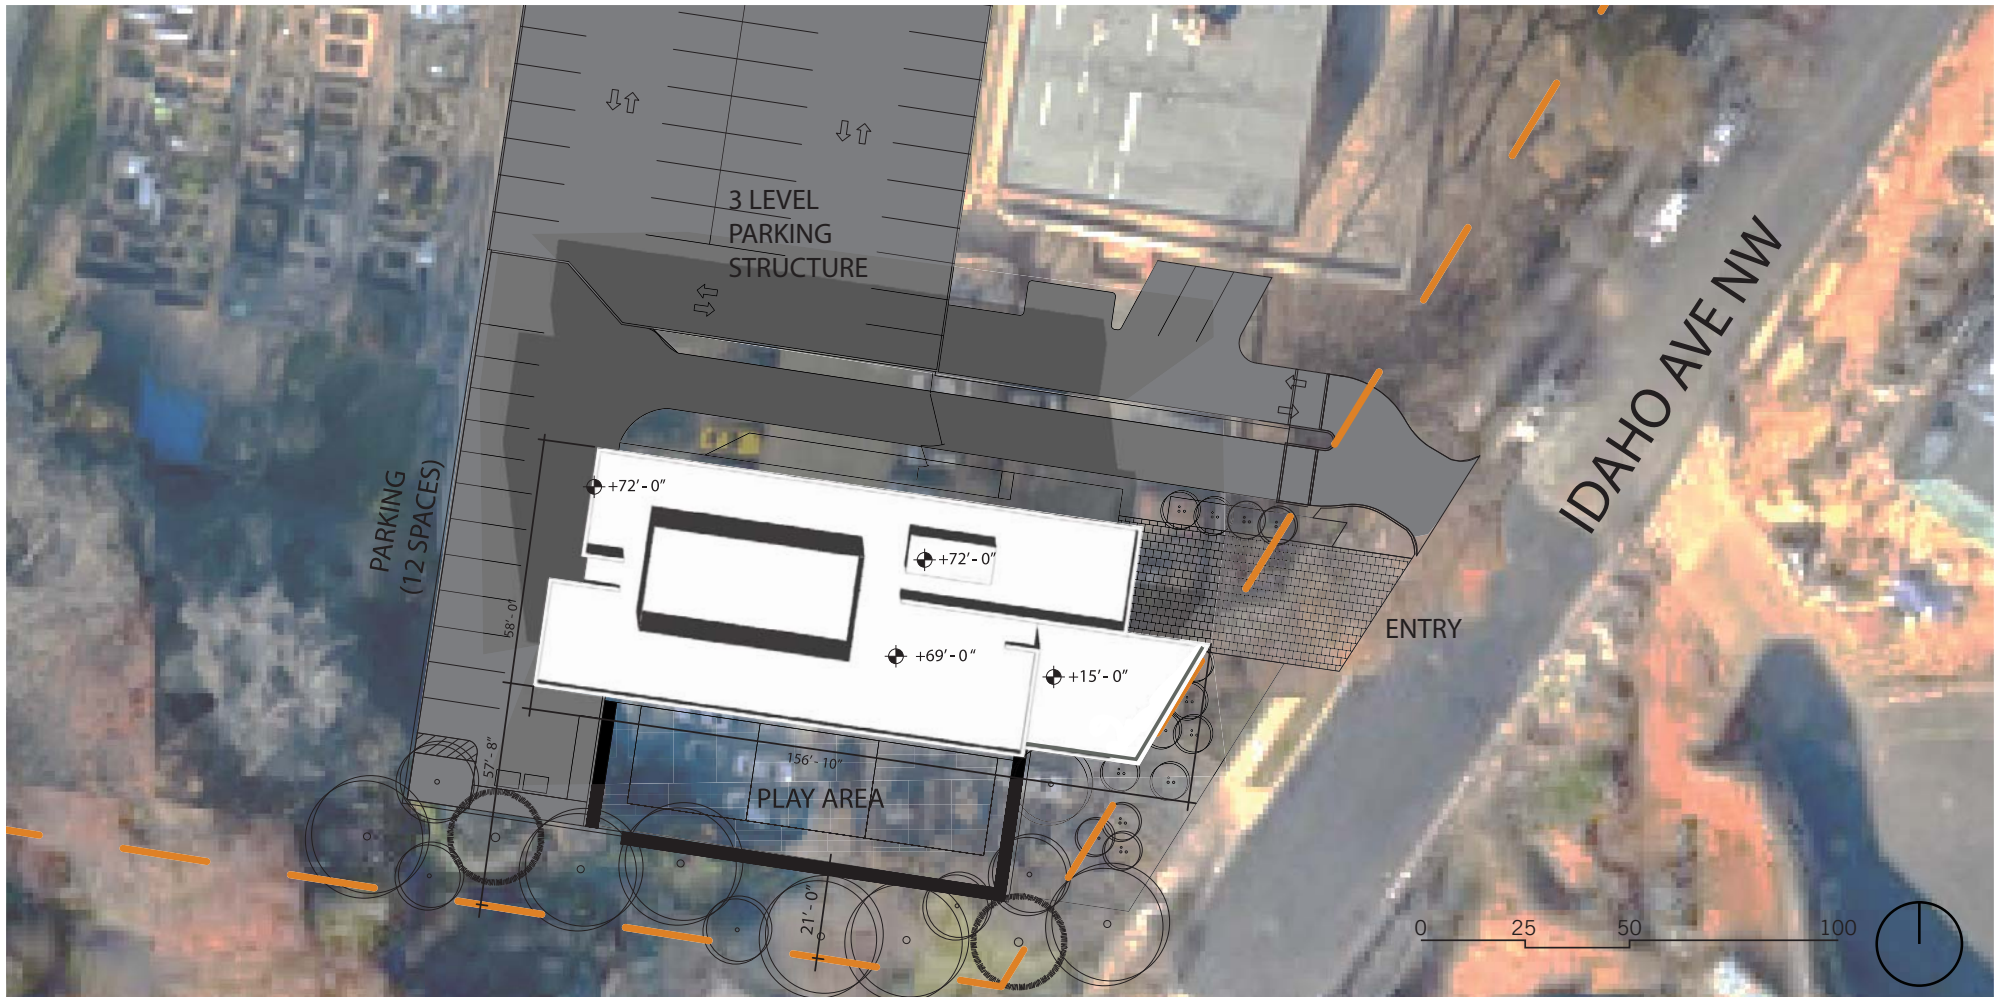 3 LEVEL
PARKING
STRUCTURE
IDAHO AVE NW
PARKING
(12 SPACES)
+72'-0"
+72'-0"
58'-0"
+69'-0"
+15'-0"
ENTRY
57'-8"
156'-10"
PLAY AREA
21'-0"
0 25 50 100